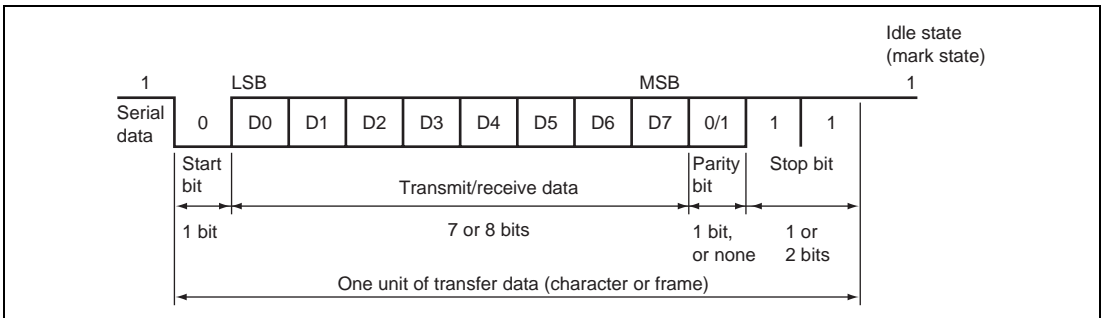 Idle state
(mark state)
1 LSB MSB 1
Serial
data
0 D0 D1 D2 D3 D4 D5 D6 D7 0/1 1 1
Start
bit
Transmit/receive data
Parity
bit
Stop bit
1 bit
7 or 8 bits
1 bit,
or none
1 or
2 bits
One unit of transfer data (character or frame)